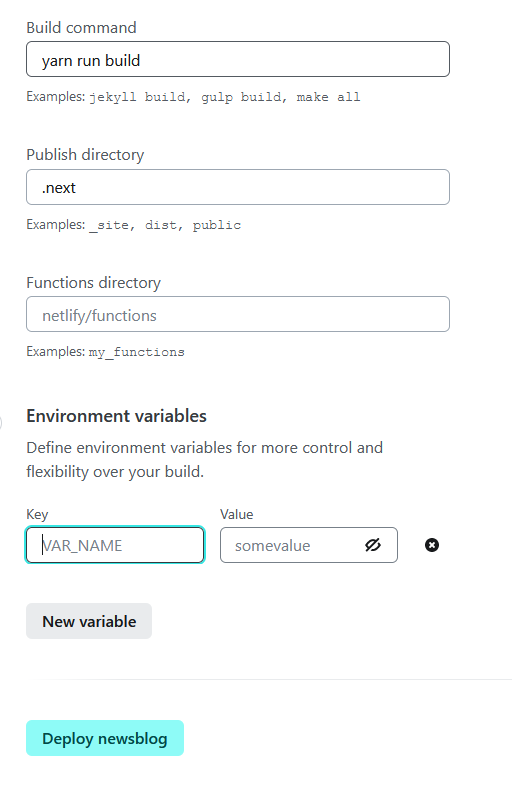 Build command
yarn run build
Examples: jekyll build, gulp build, make all
Publish directory
.next
Examples: _site, dist, public
Functions directory
netlify/functions
Examples: my_functions
Environment variables
Define environment variables for more control and
flexibility over your build.
Key Value
VAR_NAME somevalue
New variable
Deploy newsblog